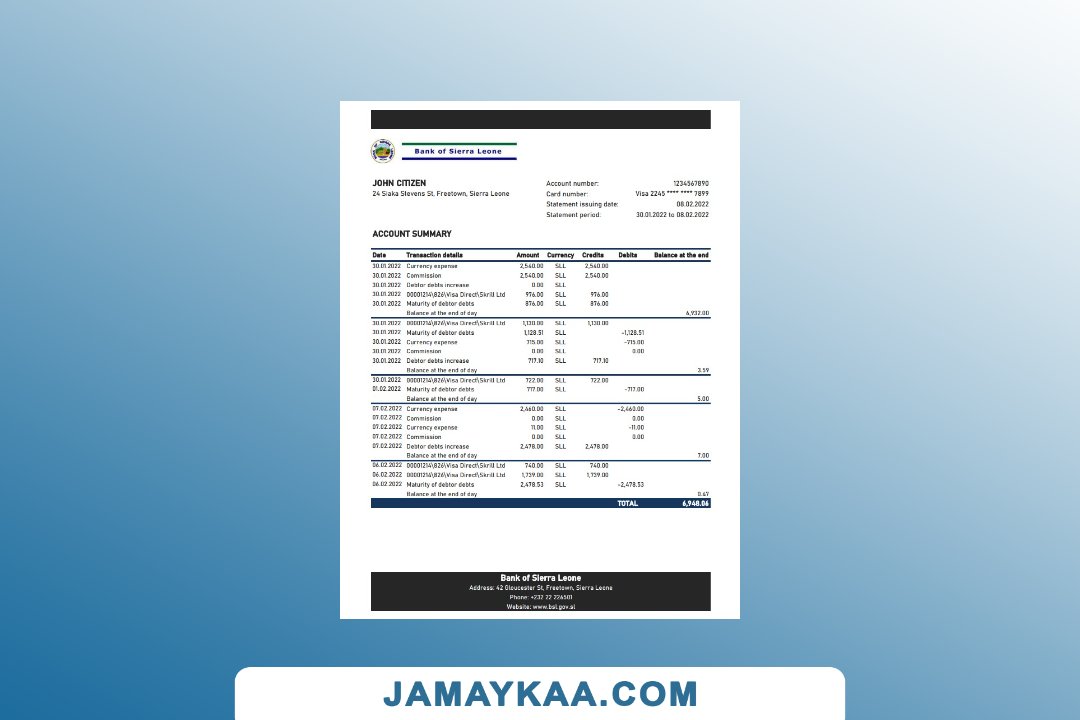 Bank of Sierra Leone
JOHN CITIZEN
24 Siaka Stevens St, Freetown, Sierra Leone
Account number: 1234567890
Card number: Visa 2245 **** **** 7899
Statement issuing date: 08.02.2022
Statement period: 30.01.2022 to 08.02.2022
ACCOUNT SUMMARY
Date Transaction details Amount Currency Credits Debits Balance at the end
30.01.2022 Currency expense 2,540.00 SLL 2,540.00
30.01.2022 Commission 2,540.00 SLL 2,540.00
30.01.2022 Debtor debts increase 0.00 SLL
30.01.2022 00001214\826\Visa Direct\Skrill Ltd 976.00 SLL 976.00
30.01.2022 Maturity of debtor debts 876.00 SLL 876.00
Balance at the end of day 6,932.00
30.01.2022 00001214\826\Visa Direct\Skrill Ltd 1,130.00 SLL 1,130.00
30.01.2022 Maturity of debtor debts 1,128.51 SLL -1,128.51
30.01.2022 Currency expense 715.00 SLL -715.00
30.01.2022 Commission 0.00 SLL 0.00
30.01.2022 Debtor debts increase 717.10 SLL 717.10
Balance at the end of day 3.59
30.01.2022 00001214\826\Visa Direct\Skrill Ltd 722.00 SLL 722.00
01.02.2022 Maturity of debtor debts 717.00 SLL -717.00
Balance at the end of day 5.00
07.02.2022 Currency expense 2,460.00 SLL -2,460.00
07.02.2022 Commission 0.00 SLL 0.00
07.02.2022 Currency expense 11.00 SLL -11.00
07.02.2022 Commission 0.00 SLL 0.00
07.02.2022 Debtor debts increase 2,478.00 SLL 2,478.00
Balance at the end of day 7.00
06.02.2022 00001214\826\Visa Direct\Skrill Ltd 740.00 SLL 740.00
06.02.2022 00001214\826\Visa Direct\Skrill Ltd 1,739.00 SLL 1,739.00
06.02.2022 Maturity of debtor debts 2,478.53 SLL -2,478.53
Balance at the end of day 0.47
TOTAL 6,948.06
Bank of Sierra Leone
Address: 42 Gloucester St, Freetown, Sierra Leone
Phone: +232 22 226501
Website: www.bsl.gov.sl
JAMAYKAA.COM